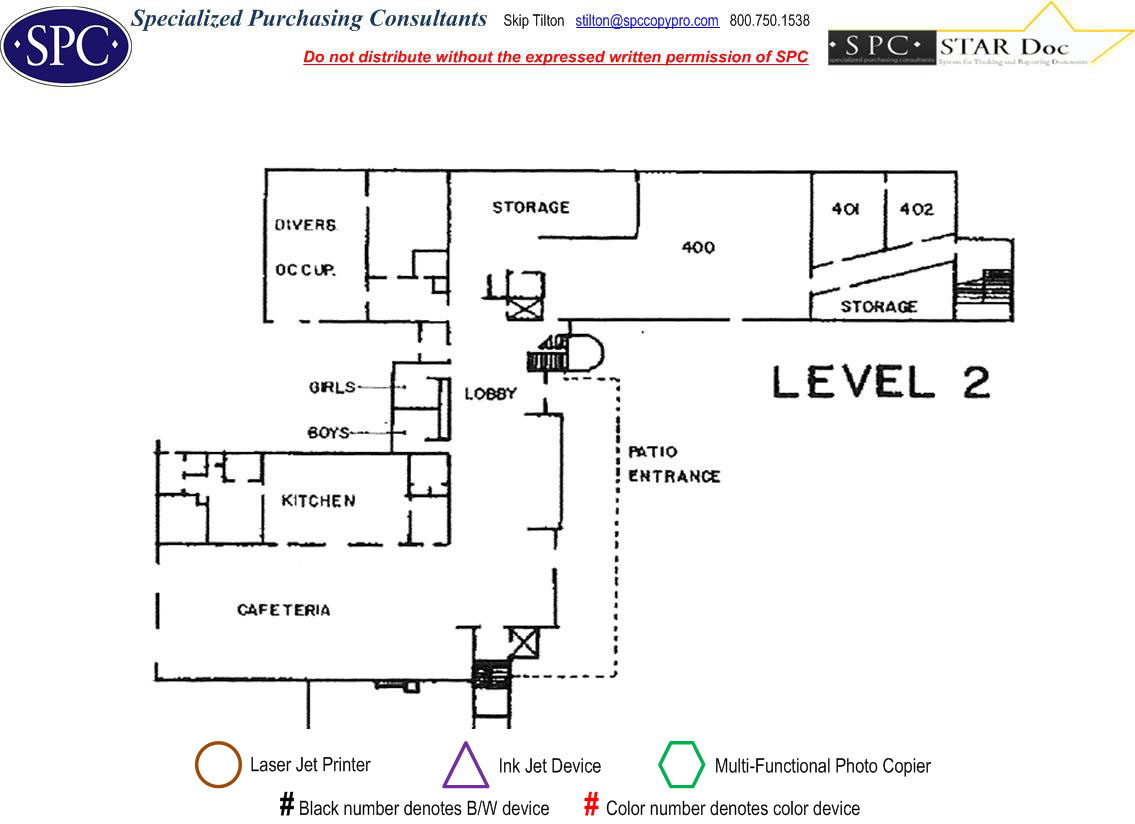 Specialized Purchasing Consultants Skip Tilton stilton@spccopypro.com 800.750.1538
SPC
Do not distribute without the expressed written permission of SPC
SPC STAR Doc
specialized purchasing consultants System for Tracking and Reporting Documents
STORAGE
401 402
DIVERS.
400
OCCUP.
STORAGE
GIRLS
LOBBY
LEVEL 2
BOYS
PATIO
ENTRANCE
KITCHEN
CAFETERIA
Laser Jet Printer Ink Jet Device Multi-Functional Photo Copier
# Black number denotes B/W device # Color number denotes color device